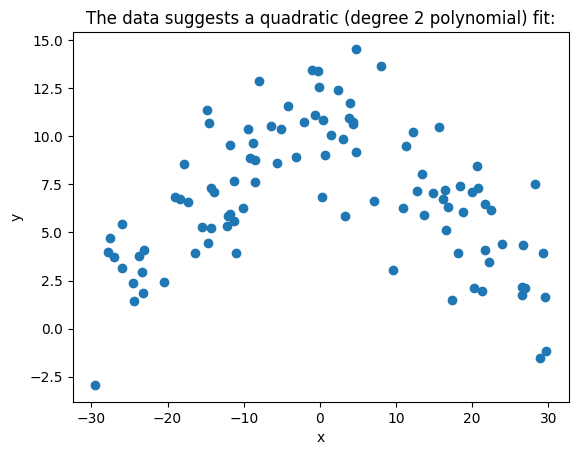 The data suggests a quadratic (degree 2 polynomial) fit:
15.0
12.5
10.0
7.5
5.0
2.5
0.0
−2.5
y
−30 −20 −10 0 10 20 30
x